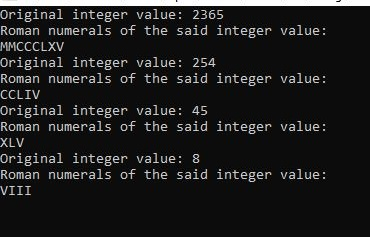 Original integer value: 2365
Roman numerals of the said integer value:
MMCCCLXV
Original integer value: 254
Roman numerals of the said integer value:
CCLIV
Original integer value: 45
Roman numerals of the said integer value:
XLV
Original integer value: 8
Roman numerals of the said integer value:
VIII